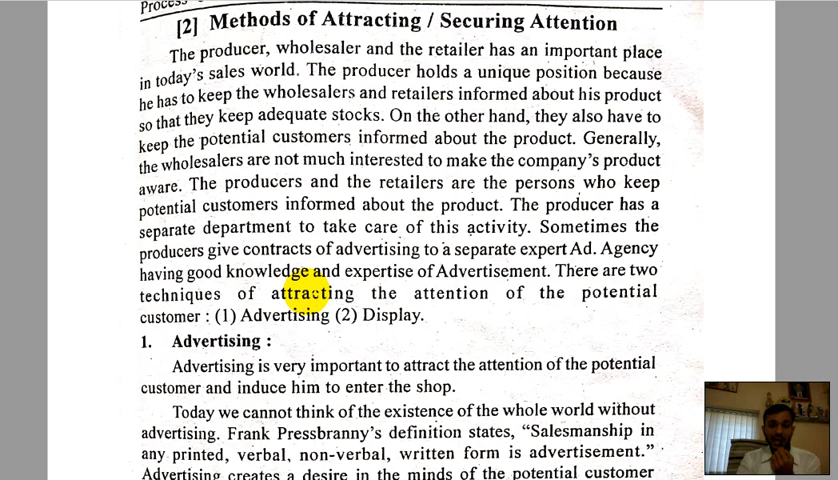 Process
[2] Methods of Attracting / Securing Attention
The producer, wholesaler and the retailer has an important place
in today's sales world. The producer holds a unique position because
he has to keep the wholesalers and retailers informed about his product
so that they keep adequate stocks. On the other hand, they also have to
keep the potential customers informed about the product. Generally,
the wholesalers are not much interested to make the company's product
aware. The producers and the retailers are the persons who keep
potential customers informed about the product. The producer has a
separate department to take care of this activity. Sometimes the
producers give contracts of advertising to a separate expert Ad. Agency
having good knowledge and expertise of Advertisement. There are two
techniques of attracting the attention of the potential
customer : (1) Advertising (2) Display.
1. Advertising :
Advertising is very important to attract the attention of the potential
customer and induce him to enter the shop.
Today we cannot think of the existence of the whole world without
advertising. Frank Pressbranny's definition states, "Salesmanship in
any printed, verbal, non-verbal, written form is advertisement."
Advertising creates a desire in the minds of the potential customer